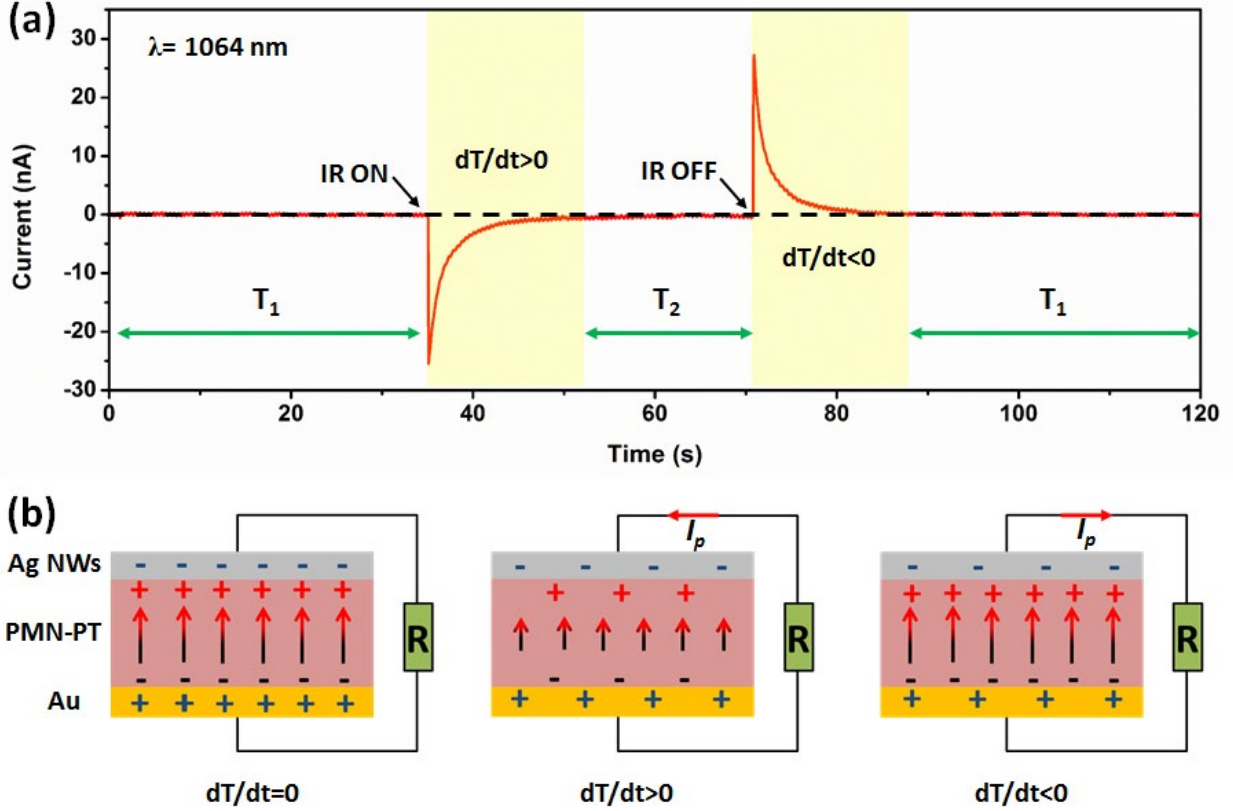 (a)
λ= 1064 nm
30
20
10
0
-10
-20
-30
Current (nA)
IR ON
dT/dt>0
IR OFF
dT/dt<0
T1
T2
T1
0 20 40 60 80 100 120
Time (s)
(b)
Ag NWs
PMN-PT
Au
- - - - - -
+ + + + + +
- - - - - -
+ + + + + +
R
dT/dt=0
Ip
- - - -
+ + +
- - -
+ + + +
R
dT/dt>0
Ip
- - - -
+ + + + + +
- - - - - -
+ + + +
R
dT/dt<0